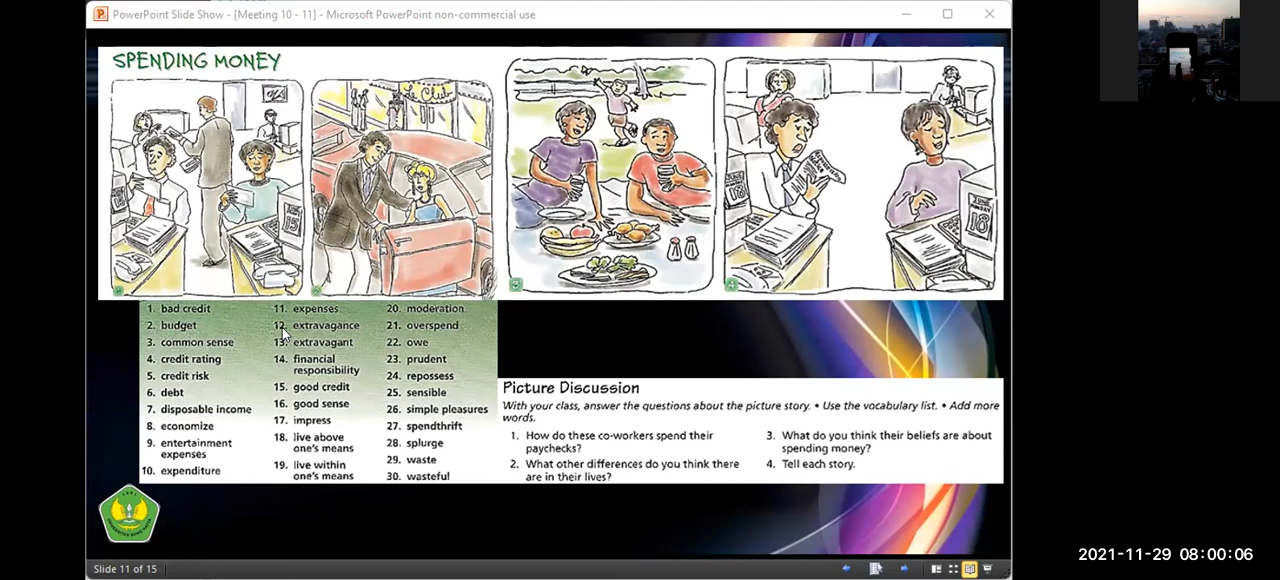 PowerPoint Slide Show - [Meeting 10 - 11] - Microsoft PowerPoint non-commercial use
SPENDING MONEY
18
15
18
JUNE
MONDAY
18
1. bad credit
2. budget
3. common sense
4. credit rating
5. credit risk
6. debt
7. disposable income
8. economize
9. entertainment
expenses
10. expenditure
11. expenses
12. extravagance
13. extravagant
14. financial
responsibility
15. good credit
16. good sense
17. impress
18. live above
one's means
19. live within
one's means
20. moderation
21. overspend
22. owe
23. prudent
24. repossess
25. sensible
26. simple pleasures
27. spendthrift
28. splurge
29. waste
30. wasteful
Picture Discussion
With your class, answer the questions about the picture story. • Use the vocabulary list. • Add more
words.
1. How do these co-workers spend their
paychecks?
2. What other differences do you think there
are in their lives?
3. What do you think their beliefs are about
spending money?
4. Tell each story.
Slide 11 of 15
2021-11-29 08:00:06